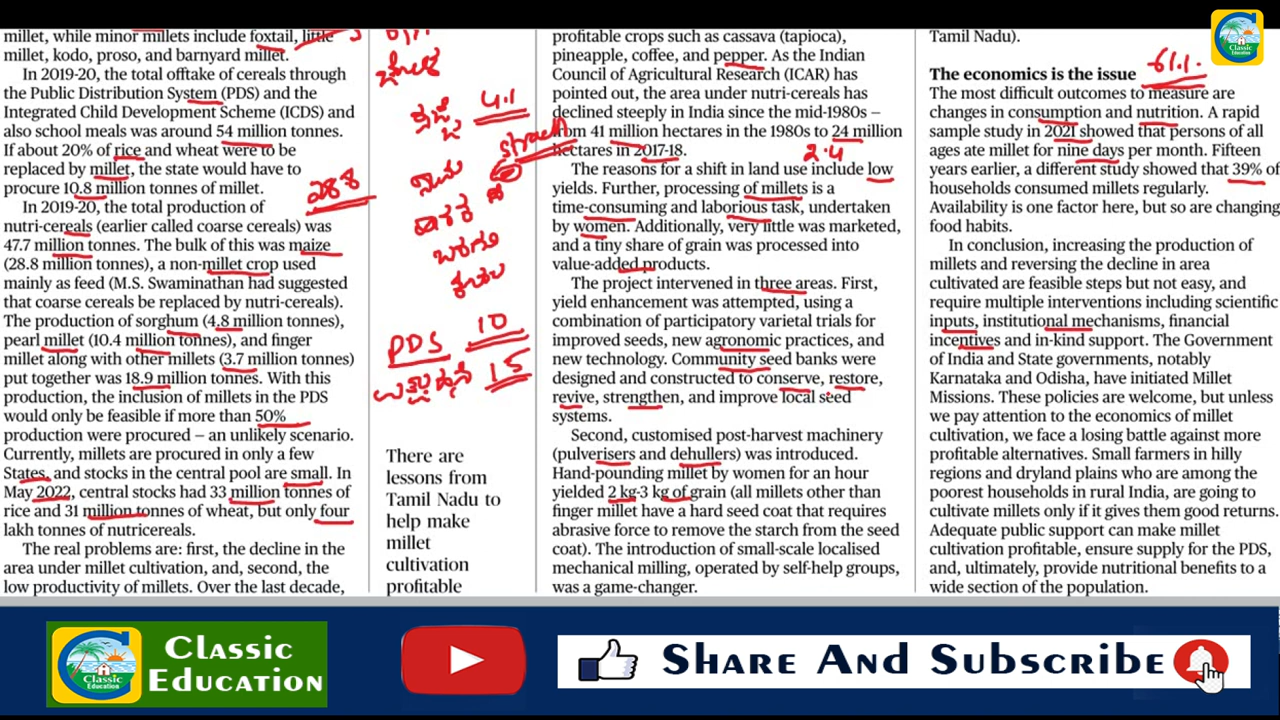 millet, while minor millets include foxtail, little
millet, kodo, proso, and barnyard millet.
In 2019-20, the total offtake of cereals through
the Public Distribution System (PDS) and the
Integrated Child Development Scheme (ICDS) and
also school meals was around 54 million tonnes.
If about 20% of rice and wheat were to be
replaced by millet, the state would have to
procure 10.8 million tonnes of millet.
In 2019-20, the total production of
nutri-cereals (earlier called coarse cereals) was
47.7 million tonnes. The bulk of this was maize
(28.8 million tonnes), a non-millet crop used
mainly as feed (M.S. Swaminathan had suggested
that coarse cereals be replaced by nutri-cereals).
The production of sorghum (4.8 million tonnes),
pearl millet (10.4 million tonnes), and finger
millet along with other millets (3.7 million tonnes)
put together was 18.9 million tonnes. With this
production, the inclusion of millets in the PDS
would only be feasible if more than 50%
production were procured — an unlikely scenario.
Currently, millets are procured in only a few
States, and stocks in the central pool are small. In
May 2022, central stocks had 33 million tonnes of
rice and 31 million tonnes of wheat, but only four
lakh tonnes of nutricereals.
The real problems are: first, the decline in the
area under millet cultivation, and, second, the
low productivity of millets. Over the last decade,
28.8
4.1
PDS
10
15
There are
lessons from
Tamil Nadu to
help make
millet
cultivation
profitable
profitable crops such as cassava (tapioca),
pineapple, coffee, and pepper. As the Indian
Council of Agricultural Research (ICAR) has
pointed out, the area under nutri-cereals has
declined steeply in India since the mid-1980s —
from 41 million hectares in the 1980s to 24 million
hectares in 2017-18.
2.4
The reasons for a shift in land use include low
yields. Further, processing of millets is a
time-consuming and laborious task, undertaken
by women. Additionally, very little was marketed,
and a tiny share of grain was processed into
value-added products.
The project intervened in three areas. First,
yield enhancement was attempted, using a
combination of participatory varietal trials for
improved seeds, new agronomic practices, and
new technology. Community seed banks were
designed and constructed to conserve, restore,
revive, strengthen, and improve local seed
systems.
Second, customised post-harvest machinery
(pulverisers and dehullers) was introduced.
Hand-pounding millet by women for an hour
yielded 2 kg-3 kg of grain (all millets other than
finger millet have a hard seed coat that requires
abrasive force to remove the starch from the seed
coat). The introduction of small-scale localised
mechanical milling, operated by self-help groups,
was a game-changer.
Tamil Nadu).
61.1.
The economics is the issue
The most difficult outcomes to measure are
changes in consumption and nutrition. A rapid
sample study in 2021 showed that persons of all
ages ate millet for nine days per month. Fifteen
years earlier, a different study showed that 39% of
households consumed millets regularly.
Availability is one factor here, but so are changing
food habits.
In conclusion, increasing the production of
millets and reversing the decline in area
cultivated are feasible steps but not easy, and
require multiple interventions including scientific
inputs, institutional mechanisms, financial
incentives and in-kind support. The Government
of India and State governments, notably
Karnataka and Odisha, have initiated Millet
Missions. These policies are welcome, but unless
we pay attention to the economics of millet
cultivation, we face a losing battle against more
profitable alternatives. Small farmers in hilly
regions and dryland plains who are among the
poorest households in rural India, are going to
cultivate millets only if it gives them good returns.
Adequate public support can make millet
cultivation profitable, ensure supply for the PDS,
and, ultimately, provide nutritional benefits to a
wide section of the population.
Classic
Education
Classic
Education
Classic
Education
Share And Subscribe